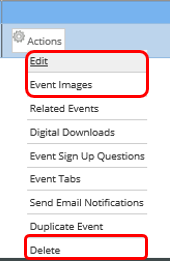 Actions
Edit
Event Images
Related Events
Digital Downloads
Event Sign Up Questions
Event Tabs
Send Email Notifications
Duplicate Event
Delete